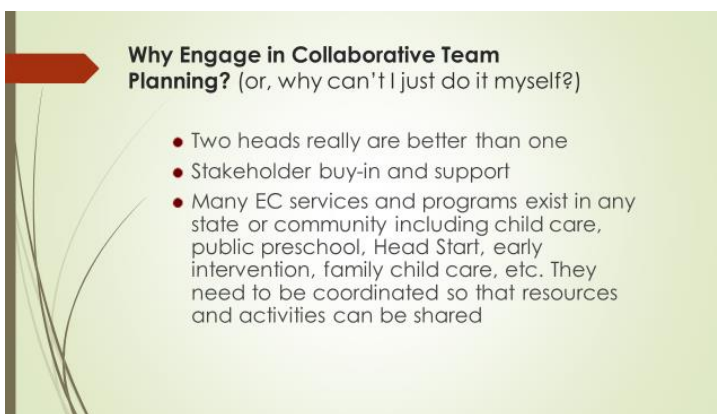 Why Engage in Collaborative Team
Planning? (or, why can't I just do it myself?)
Two heads really are better than one
Stakeholder buy-in and support
Many EC services and programs exist in any
state or community including child care,
public preschool, Head Start, early
intervention, family child care, etc. They
need to be coordinated so that resources
and activities can be shared